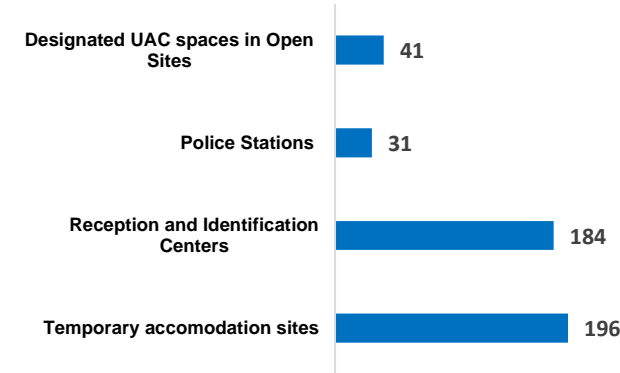 Designated UAC spaces in Open
Sites
41
Police Stations
31
Reception and Identification
Centers
184
Temporary accomodation sites
196